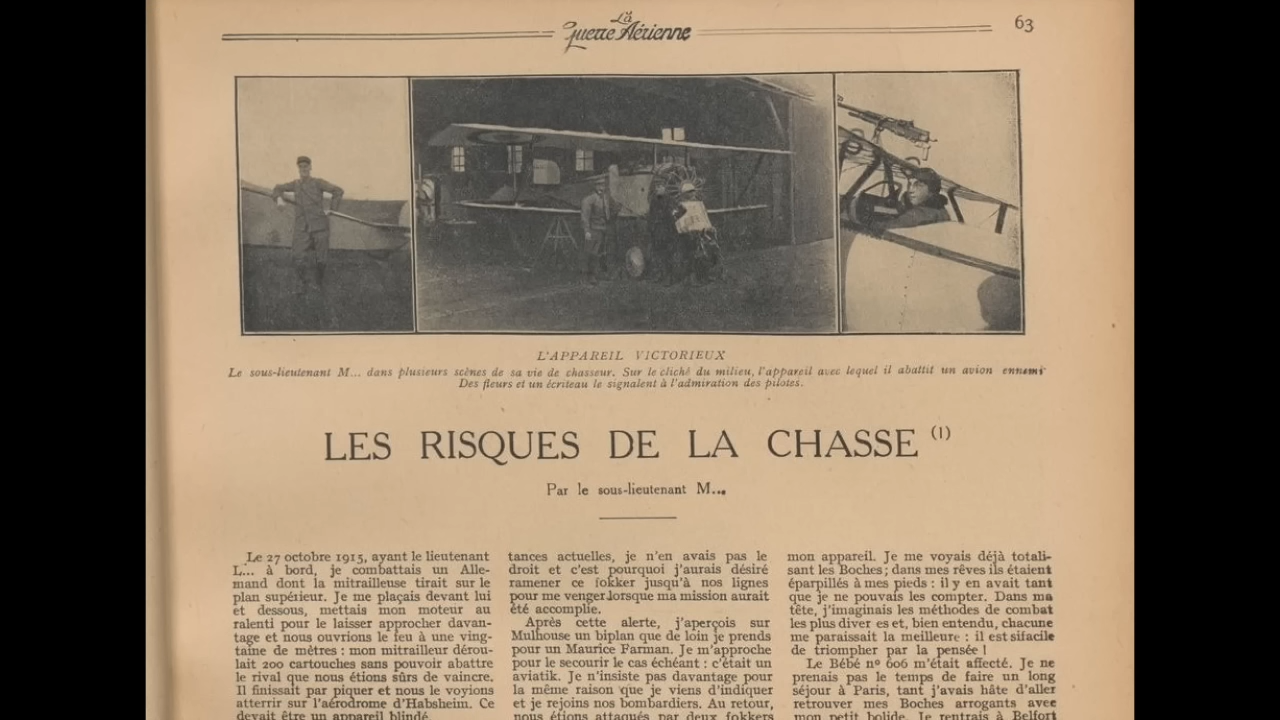 La
Guerre Aérienne
63
L'APPAREIL VICTORIEUX
Le sous-lieutenant M... dans plusieurs scènes de sa vie de chasseur. Sur le cliché du milieu, l'appareil avec lequel il abattit un avion ennemi
Des fleurs et un écriteau le signalent à l'admiration des pilotes.
LES RISQUES DE LA CHASSE (1)
Par le sous-lieutenant M...
Le 27 octobre 1915, ayant le lieutenant
L... à bord, je combattais un Alle-
mand dont la mitrailleuse tirait sur le
plan supérieur. Je me plaçais devant lui
et dessous, mettais mon moteur au
ralenti pour le laisser approcher davan-
tage et nous ouvrions le feu à une ving-
taine de mètres : mon mitrailleur dérou-
lait 200 cartouches sans pouvoir abattre
le rival que nous étions sûrs de vaincre.
Il finissait par piquer et nous le voyions
atterrir sur l'aérodrome d'Habsheim. Ce
devait être un appareil blindé.
tances actuelles, je n'en avais pas le
droit et c'est pourquoi j'aurais désiré
ramener ce fokker jusqu'à nos lignes
pour me venger lorsque ma mission aurait
été accomplie.
Après cette alerte, j'aperçois sur
Mulhouse un biplan que de loin je prends
pour un Maurice Farman. Je m'approche
pour le secourir le cas échéant : c'était un
aviatik. Je n'insiste pas davantage pour
la même raison que je viens d'indiquer
et je rejoins nos bombardiers. Au retour,
nous étions attaqués par deux fokkers
mon appareil. Je me voyais déjà totali-
sant les Boches ; dans mes rêves ils étaient
éparpillés à mes pieds : il y en avait tant
que je ne pouvais les compter. Dans ma
tête, j'imaginais les méthodes de combat
les plus diver es et, bien entendu, chacune
me paraissait la meilleure : il est si facile
de triompher par la pensée !
Le Bébé nº 606 m'était affecté. Je ne
prenais pas le temps de faire un long
séjour à Paris, tant j'avais hâte d'aller
retrouver mes Boches arrogants avec
mon petit bolide. Je rentrais à Belfort